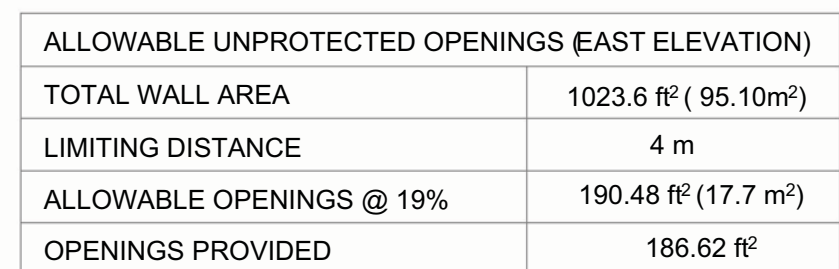 ALLOWABLE UNPROTECTED OPENINGS (EAST ELEVATION)
TOTAL WALL AREA 1023.6 ft² ( 95.10m²)
LIMITING DISTANCE 4 m
ALLOWABLE OPENINGS @ 19% 190.48 ft² (17.7 m²)
OPENINGS PROVIDED 186.62 ft²